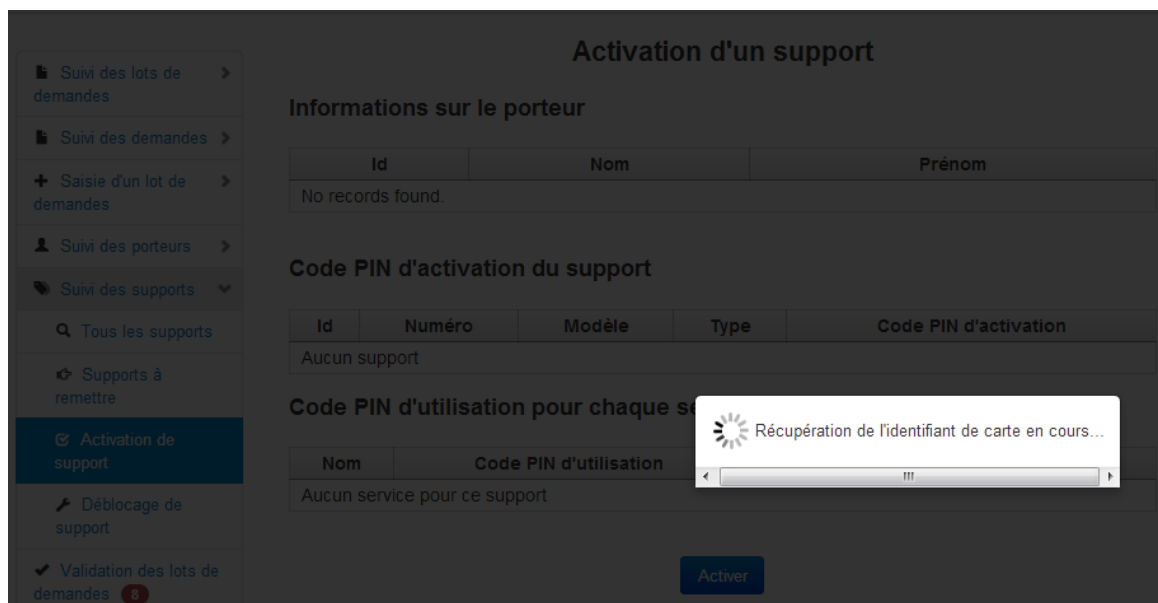 Suivi des lots de
demandes
Suivi des demandes
Saisie d'un lot de
demandes
Suivi des porteurs
Suivi des supports
Tous les supports
Supports à
remettre
Activation de
support
Déblocage de
support
Validation des lots de
demandes 8
Activation d'un support
Informations sur le porteur
Id Nom Prénom
No records found.
Code PIN d'activation du support
Id Numéro Modèle Type Code PIN d'activation
Aucun support
Code PIN d'utilisation pour chaque
Nom Code PIN d'utilisation
Aucun service pour ce support
Récupération de l'identifiant de carte en cours...
Activer